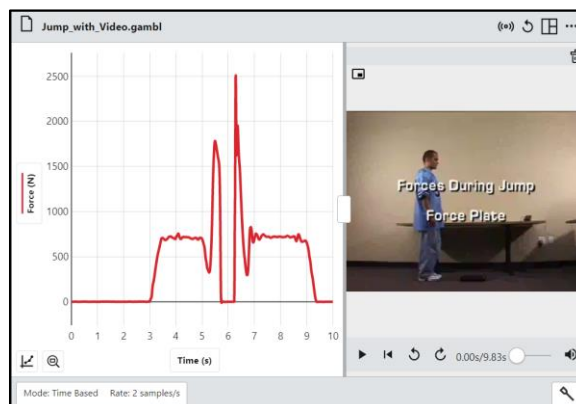 Jump_with_Video.gambl
Force (N)
2500
2000
1500
1000
500
0
0 1 2 3 4 5 6 7 8 9 10
Time (s)
Forces During Jump
Force Plate
0.00s/9.83s
Mode: Time Based Rate: 2 samples/s